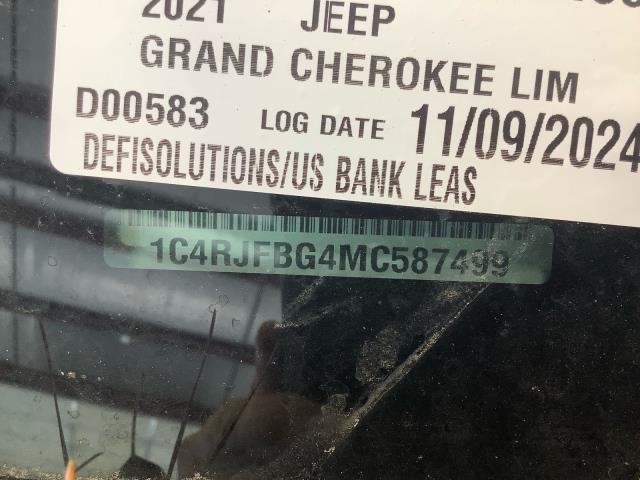 2021 JEEP
GRAND CHEROKEE LIM
D00583 LOG DATE 11/09/2024
DEFISOLUTIONS/US BANK LEAS
1C4RJFBG4MC587499